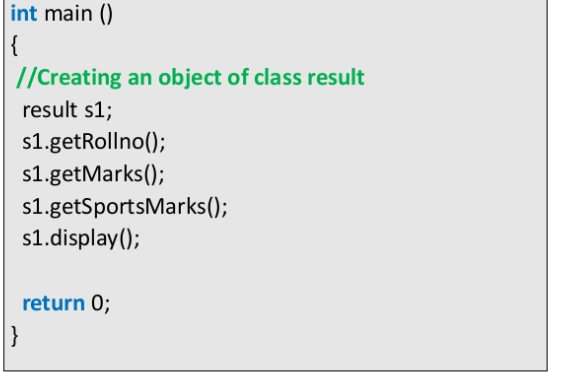 int main ()
{
//Creating an object of class result
result s1;
s1.getRollno();
s1.getMarks();
s1.getSportsMarks();
s1.display();
return 0;
}